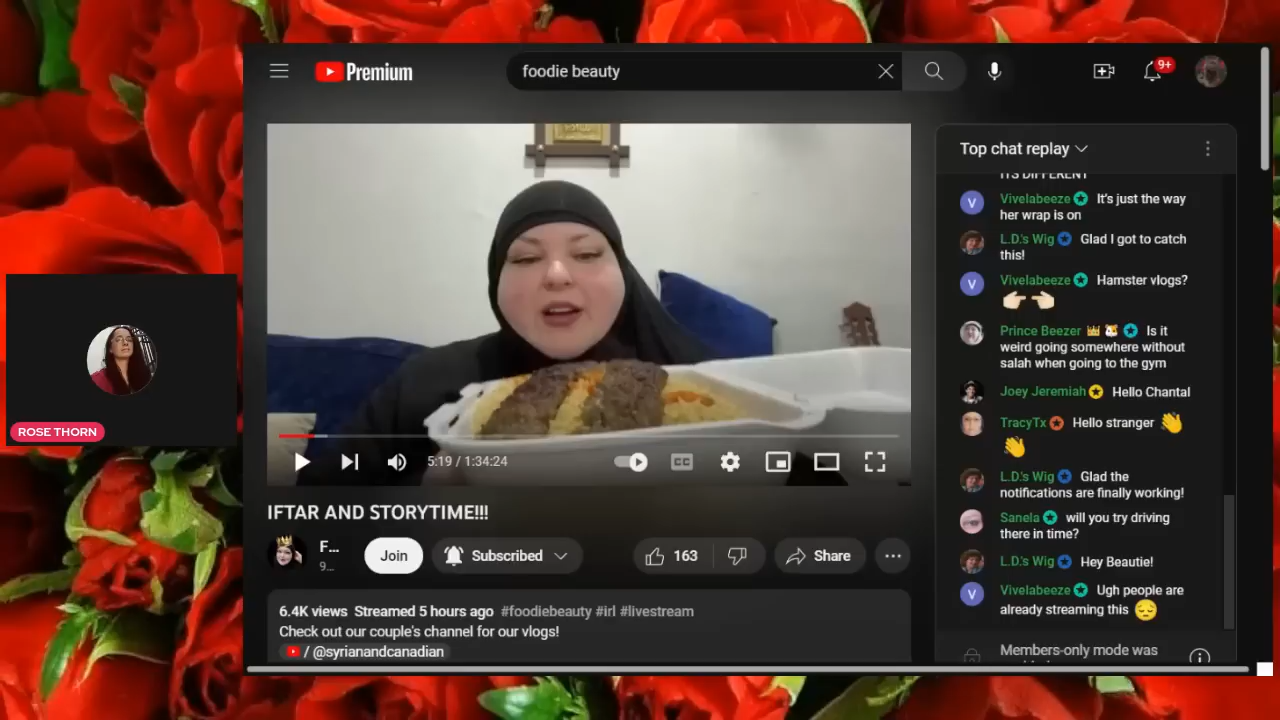 Premium
foodie beauty
9+
Top chat replay
ITS DIFFERENT
Vivelabeeze It's just the way
her wrap is on
L.D.'s Wig Glad I got to catch
this!
Vivelabeeze Hamster vlogs?
Prince Beezer Is it
weird going somewhere without
salah when going to the gym
Joey Jeremiah Hello Chantal
TracyTx Hello stranger
L.D.'s Wig Glad the
notifications are finally working!
Sanela will you try driving
there in time?
L.D.'s Wig Hey Beautie!
Vivelabeeze Ugh people are
already streaming this
Members-only mode was
ROSE THORN
5:19 / 1:34:24
CC
IFTAR AND STORYTIME!!!
F...
9...
Join
Subscribed
163
Share
6.4K views Streamed 5 hours ago #foodiebeauty #irl #livestream
Check out our couple's channel for our vlogs!
/ @syrianandcanadian